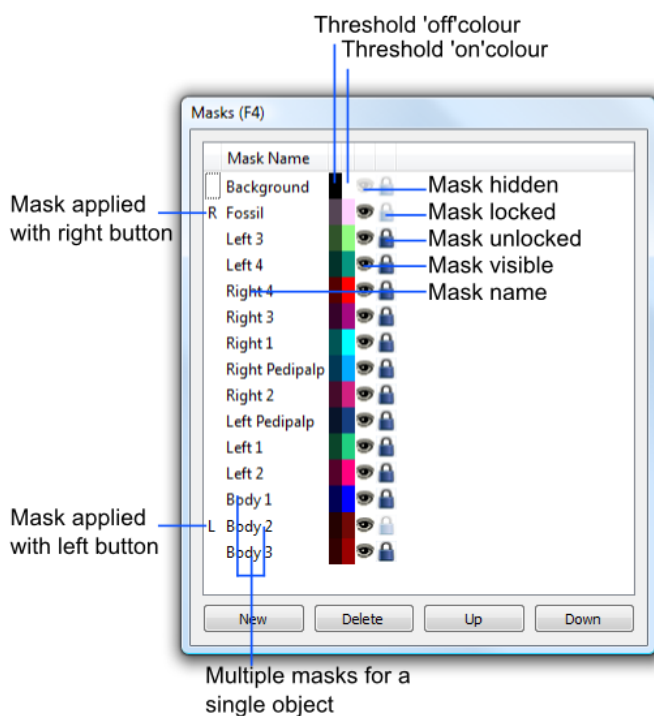 Threshold 'off'colour
Threshold 'on'colour
Masks (F4)
Mask Name
Background
Mask hidden
Mask applied
with right button
R Fossil
Mask locked
Left 3
Mask unlocked
Left 4
Mask visible
Right 4
Mask name
Right 3
Right 1
Right Pedipalp
Right 2
Left Pedipalp
Left 1
Left 2
Body 1
Mask applied
with left button
L Body 2
Body 3
New Delete Up Down
Multiple masks for a
single object